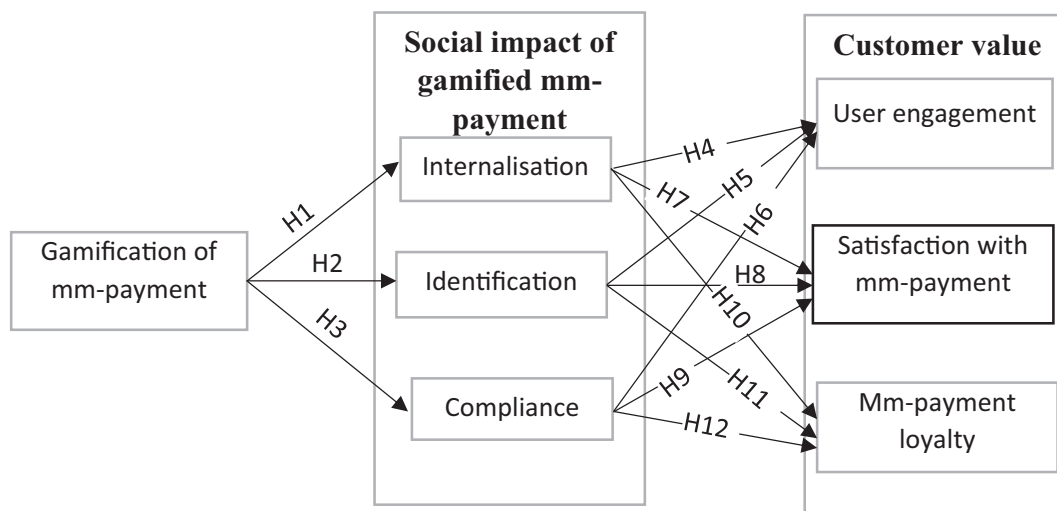 Gamification of
mm-payment
H1
H2
H3
Social impact of
gamified mm-
payment
Internalisation
Identification
Compliance
H4
H5
H6
H7
H8
H9
H10
H11
H12
Customer value
User engagement
Satisfaction with
mm-payment
Mm-payment
loyalty